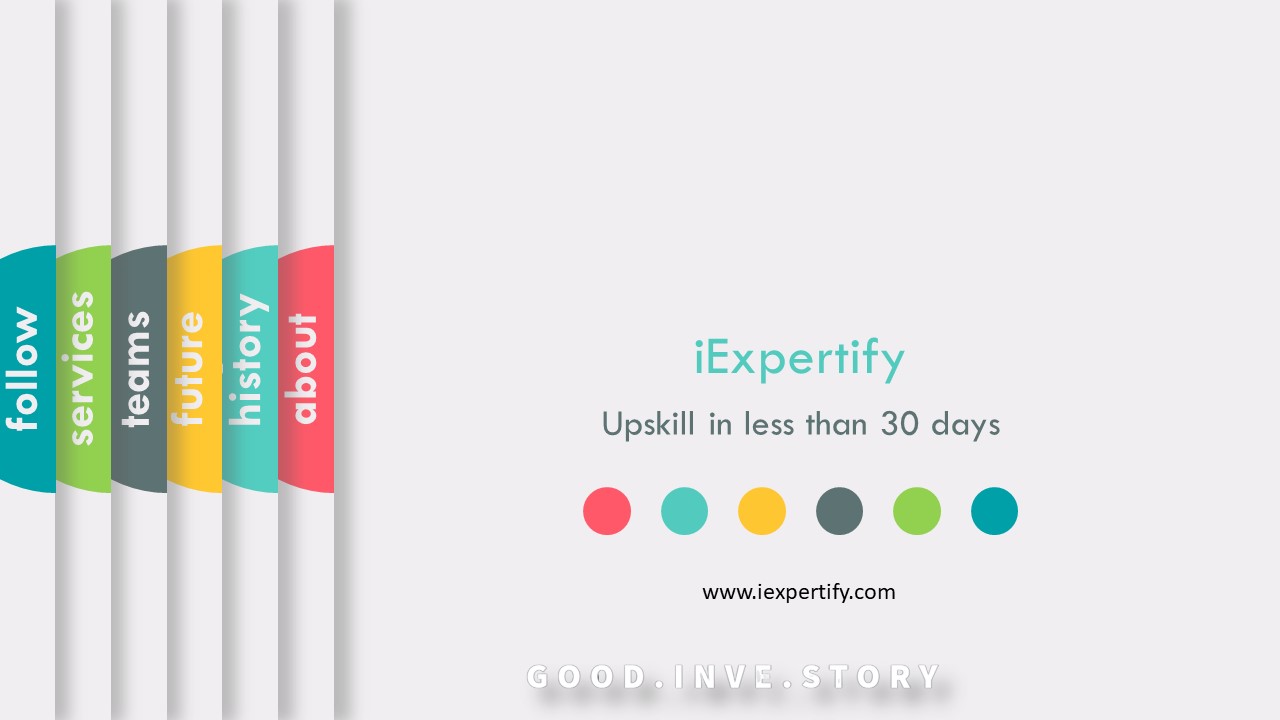 follow
services
teams
future
history
about
iExpertify
Upskill in less than 30 days
www.iexpertify.com
GOOD.INVE.STORY